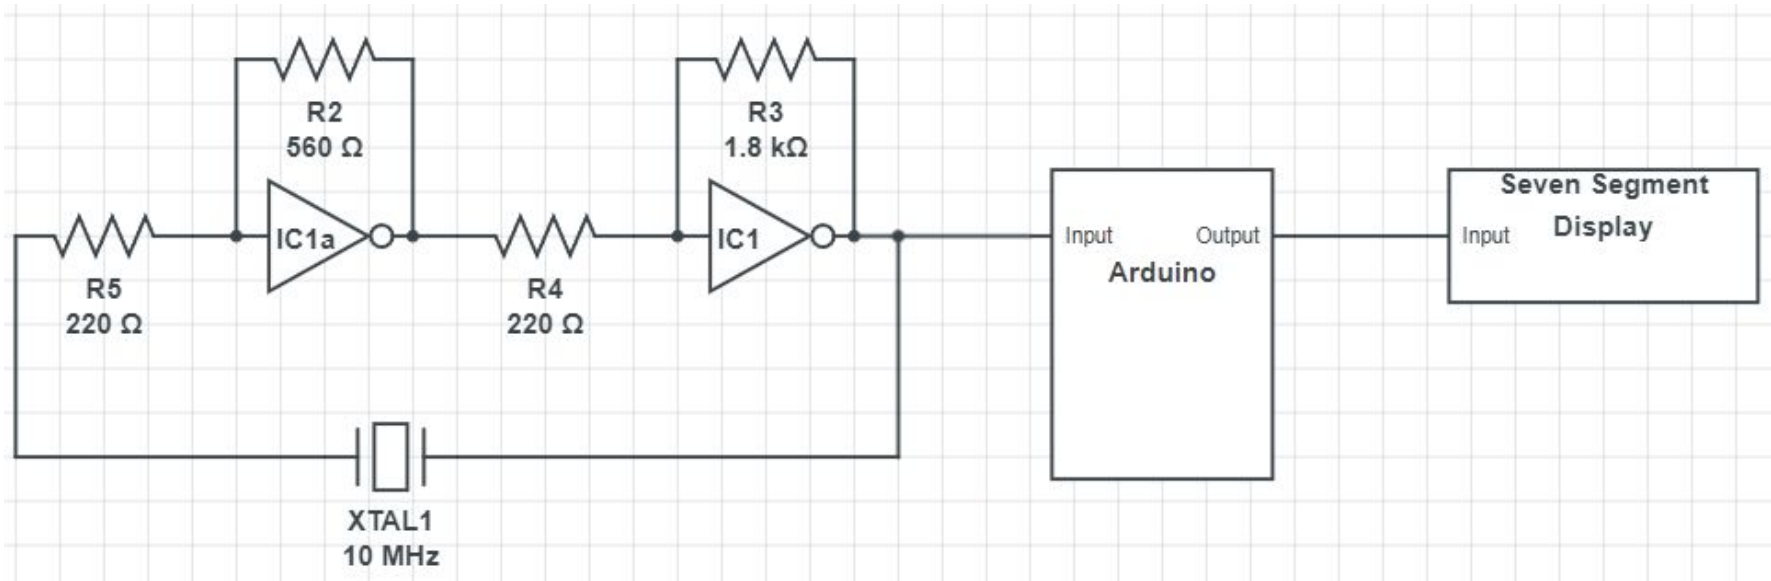 R2
560 Ω
R3
1.8 kΩ
IC1a
IC1
R5
220 Ω
R4
220 Ω
XTAL1
10 MHz
Input
Output
Arduino
Seven Segment
Display
Input